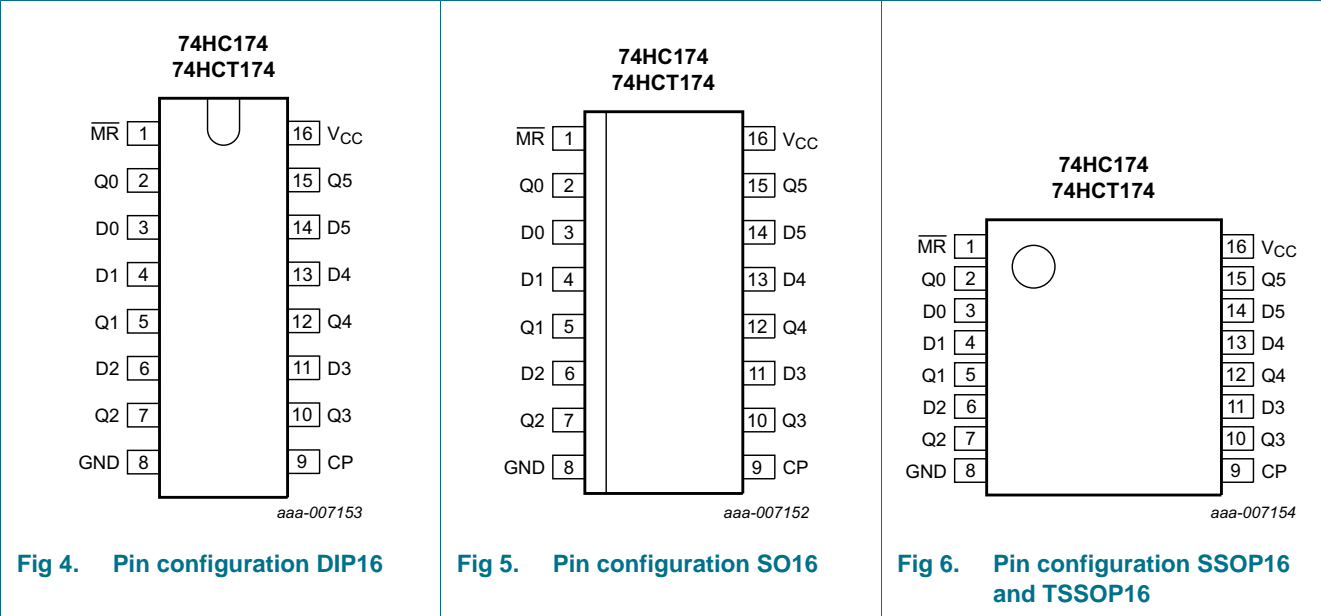 74HC174
74HCT174
M̅R̅ 1
16 VCC
Q0 2
15 Q5
D0 3
14 D5
D1 4
13 D4
Q1 5
12 Q4
D2 6
11 D3
Q2 7
10 Q3
GND 8
9 CP
aaa-007153
Fig 4. Pin configuration DIP16
74HC174
74HCT174
M̅R̅ 1
16 VCC
Q0 2
15 Q5
D0 3
14 D5
D1 4
13 D4
Q1 5
12 Q4
D2 6
11 D3
Q2 7
10 Q3
GND 8
9 CP
aaa-007152
Fig 5. Pin configuration SO16
74HC174
74HCT174
M̅R̅ 1
16 VCC
Q0 2
15 Q5
D0 3
14 D5
D1 4
13 D4
Q1 5
12 Q4
D2 6
11 D3
Q2 7
10 Q3
GND 8
9 CP
aaa-007154
Fig 6. Pin configuration SSOP16
and TSSOP16